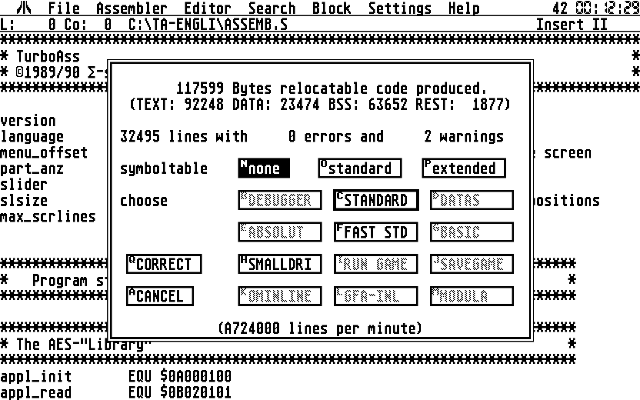 File Assembler Editor Search Block Settings Help 42 00:12:29
L: 0 Co: 0 C:\TA-ENGLI\ASSEMB.S Insert II
********************************************************************************
* TurboAss *
* ©1989/90 Σ-s *
117599 Bytes relocatable code produced.
(TEXT: 92248 DATA: 23474 BSS: 63652 REST: 1877)
32495 lines with 0 errors and 2 warnings
symboltable N none O standard P extended
choose B DEBUGGER C STANDARD D DATAS
E ABSOLUT F FAST STD G BASIC
Q CORRECT H SMALLDRI I RUN GAME J SAVEGAME
A CANCEL K OMINLINE L GFA-INL M MODULA
(A724000 lines per minute)
version
language
menu_offset e screen
part_anz
slider
slsize ositions
max_scrlines
* Program st *
* The AES-"Library" *
********************************************************************************
appl_init EQU $0A000100
appl_read EQU $0B020101